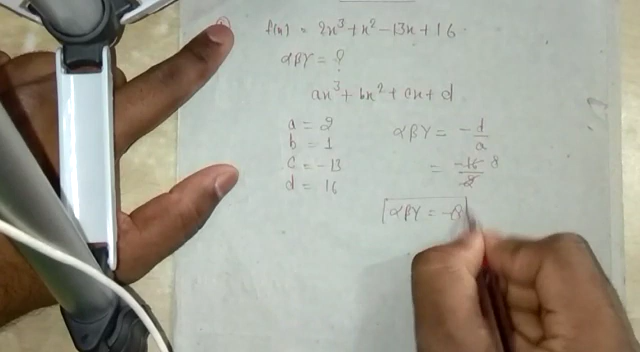 f(x) = 2x³ + x² - 13x + 16.
αβγ = ?
ax³ + bx² + cx + d
a = 2
b = 1
c = -13
d = 16
αβγ = - d/a
= -16/2 8
αβγ = -8